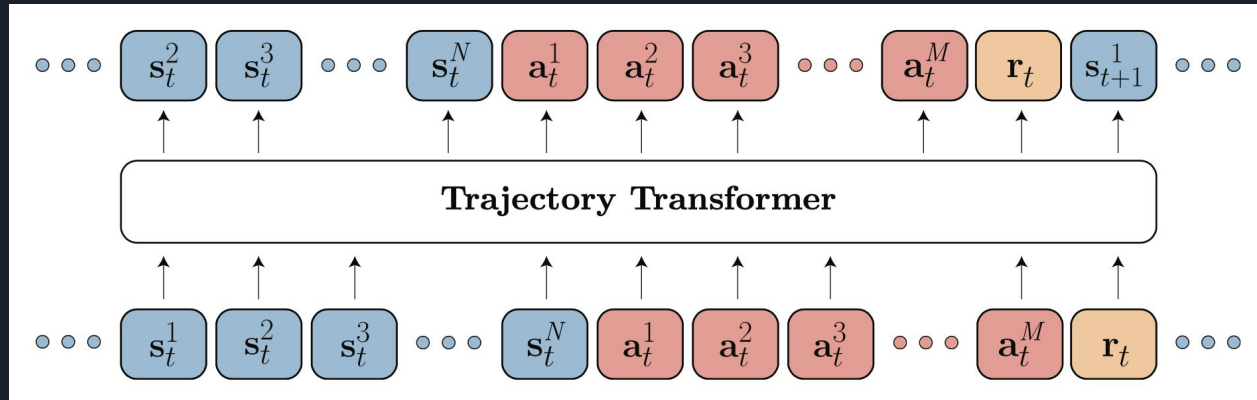 s_t^2 s_t^3 s_t^N a_t^1 a_t^2 a_t^3 a_t^M r_t s_{t+1}^1
Trajectory Transformer
s_t^1 s_t^2 s_t^3 s_t^N a_t^1 a_t^2 a_t^3 a_t^M r_t